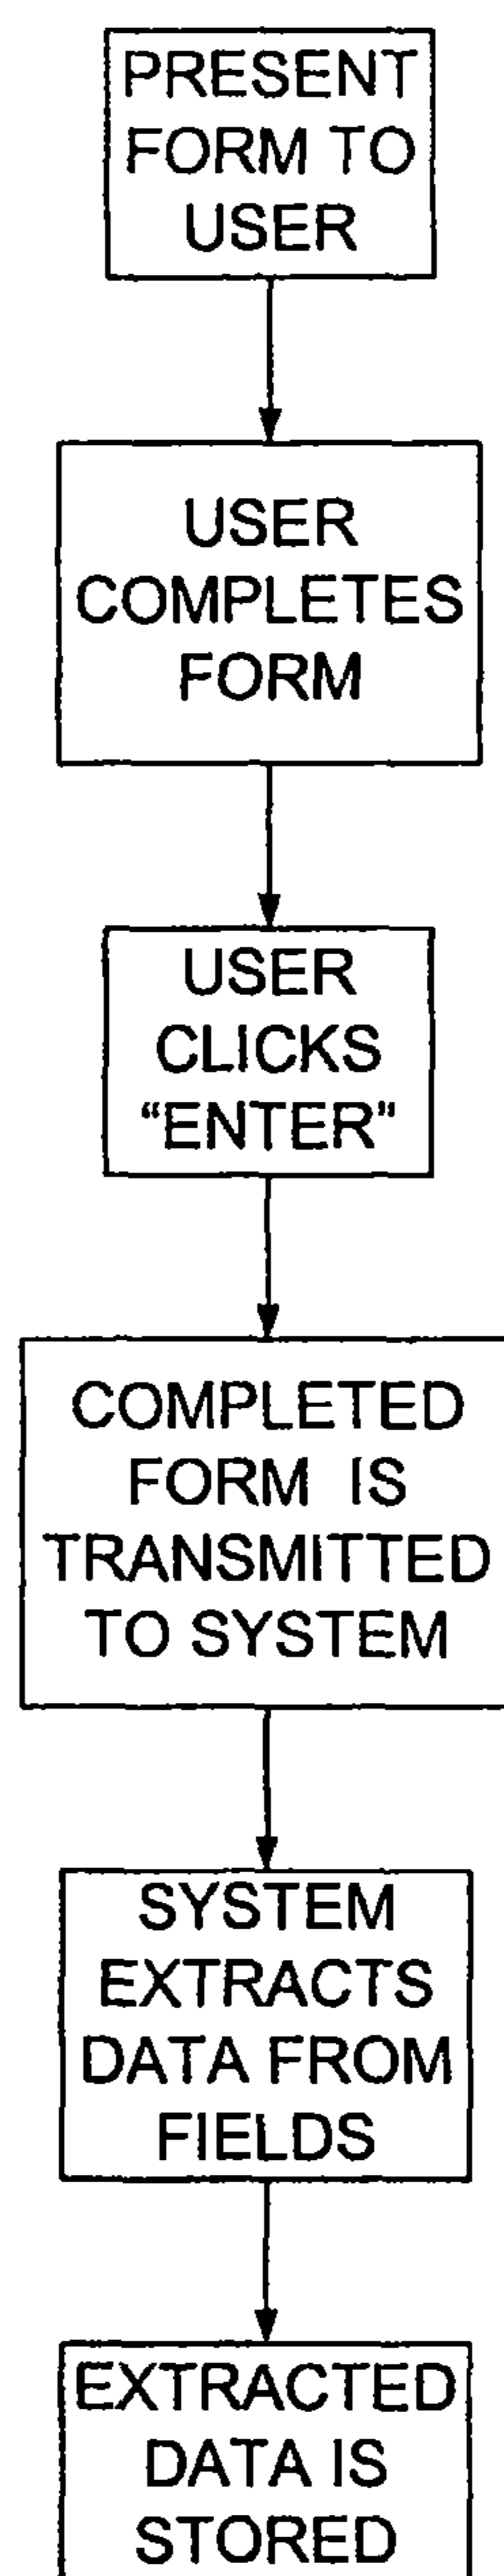 PRESENT
FORM TO
USER
USER
COMPLETES
FORM
USER
CLICKS
“ENTER”
COMPLETED
FORM IS
TRANSMITTED
TO SYSTEM
SYSTEM
EXTRACTS
DATA FROM
FIELDS
EXTRACTED
DATA IS
STORED